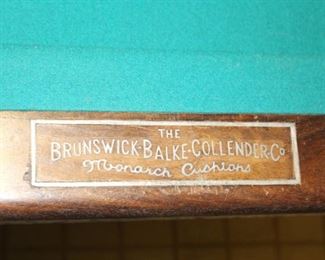 THE
BRUNSWICK-BALKE-COLLENDER-CO
Monarch Cushions